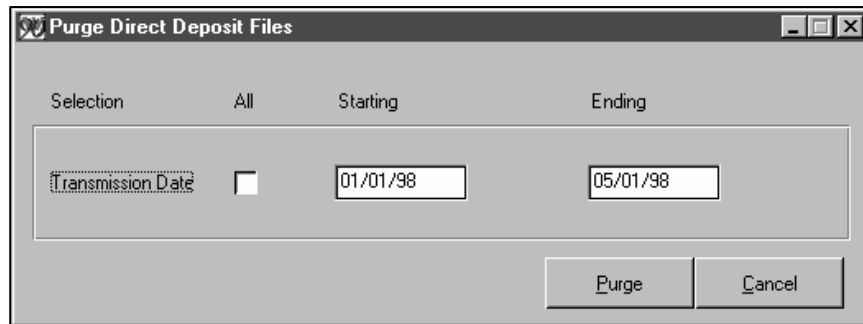 Purge Direct Deposit Files
Selection All Starting Ending
Transmission Date 01/01/98 05/01/98
Purge Cancel